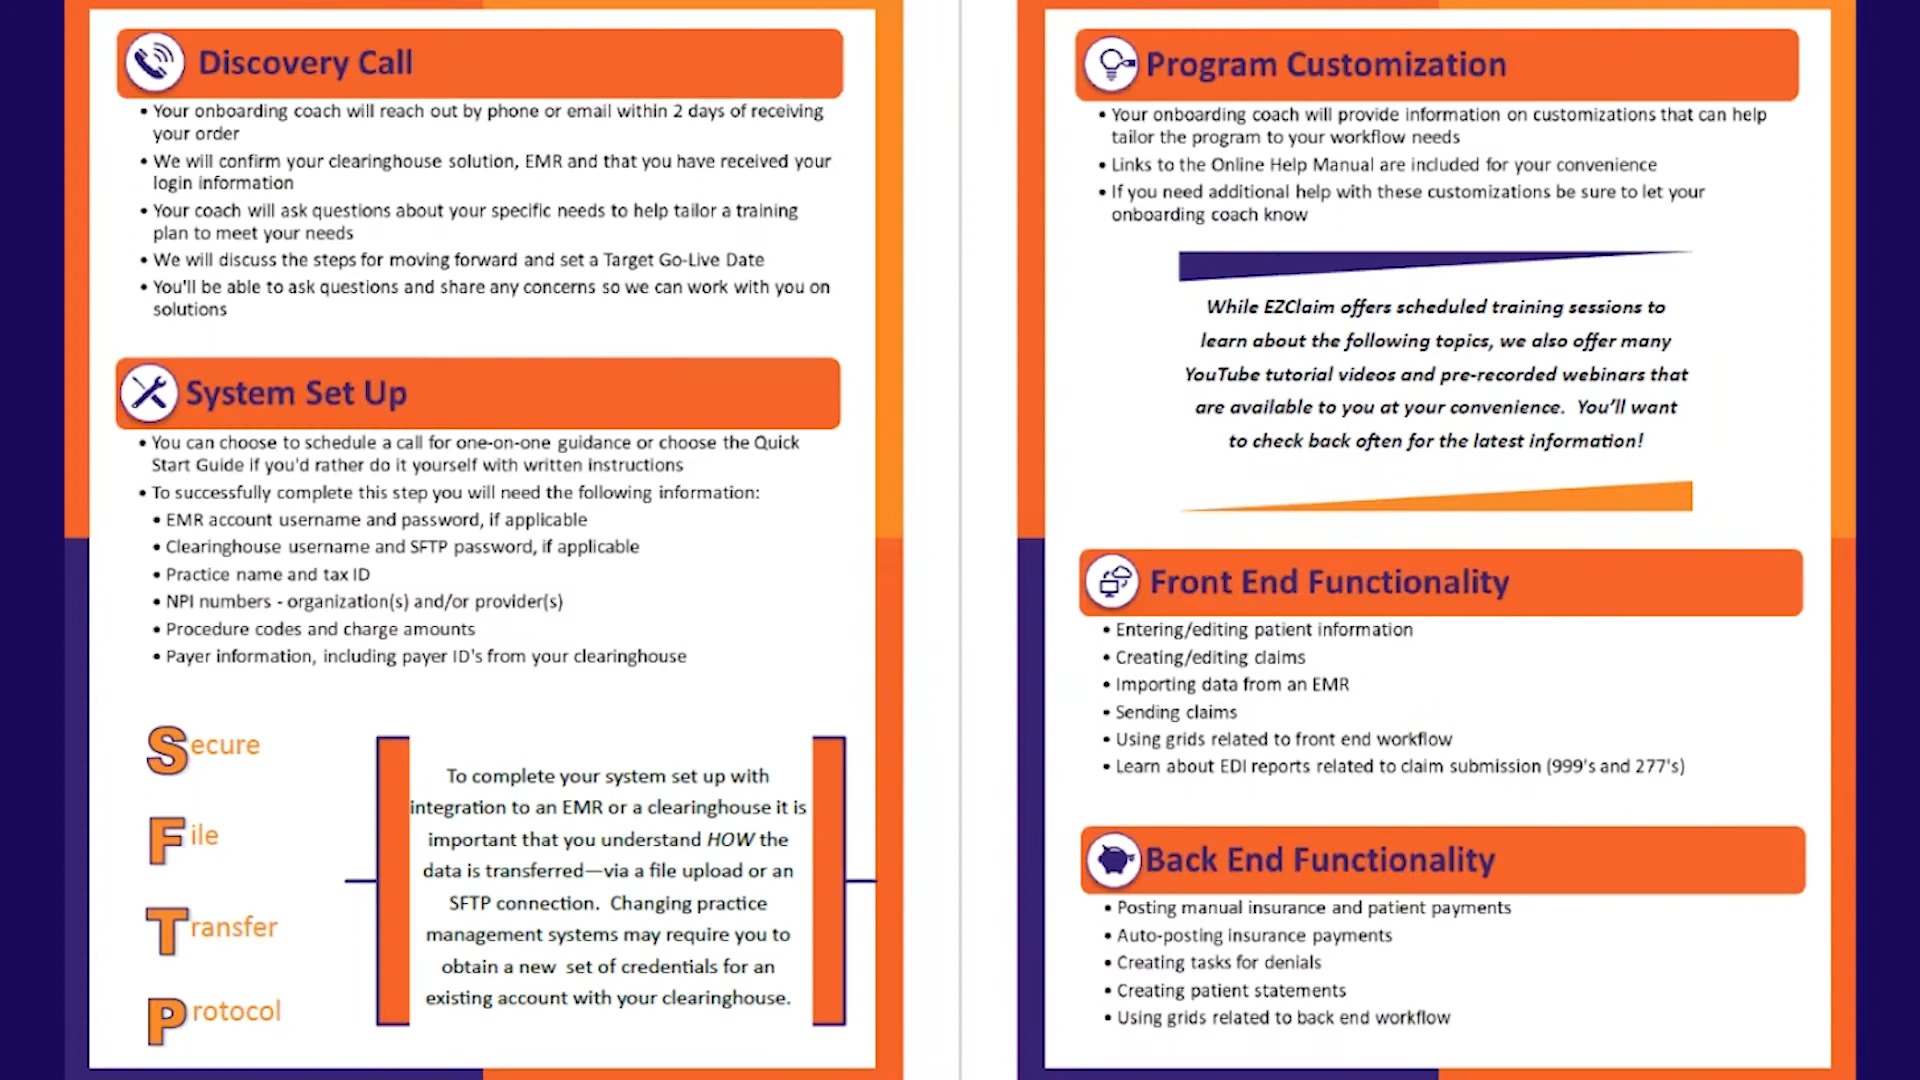 Discovery Call
• Your onboarding coach will reach out by phone or email within 2 days of receiving
your order
• We will confirm your clearinghouse solution, EMR and that you have received your
login information
• Your coach will ask questions about your specific needs to help tailor a training
plan to meet your needs
• We will discuss the steps for moving forward and set a Target Go-Live Date
• You'll be able to ask questions and share any concerns so we can work with you on
solutions
System Set Up
• You can choose to schedule a call for one-on-one guidance or choose the Quick
Start Guide if you'd rather do it yourself with written instructions
• To successfully complete this step you will need the following information:
• EMR account username and password, if applicable
• Clearinghouse username and SFTP password, if applicable
• Practice name and tax ID
• NPI numbers - organization(s) and/or provider(s)
• Procedure codes and charge amounts
• Payer information, including payer ID's from your clearinghouse
Secure
File
Transfer
Protocol
To complete your system set up with
integration to an EMR or a clearinghouse it is
important that you understand HOW the
data is transferred—via a file upload or an
SFTP connection. Changing practice
management systems may require you to
obtain a new set of credentials for an
existing account with your clearinghouse.
Program Customization
• Your onboarding coach will provide information on customizations that can help
tailor the program to your workflow needs
• Links to the Online Help Manual are included for your convenience
• If you need additional help with these customizations be sure to let your
onboarding coach know
While EZClaim offers scheduled training sessions to
learn about the following topics, we also offer many
YouTube tutorial videos and pre-recorded webinars that
are available to you at your convenience. You’ll want
to check back often for the latest information!
Front End Functionality
• Entering/editing patient information
• Creating/editing claims
• Importing data from an EMR
• Sending claims
• Using grids related to front end workflow
• Learn about EDI reports related to claim submission (999's and 277's)
Back End Functionality
• Posting manual insurance and patient payments
• Auto-posting insurance payments
• Creating tasks for denials
• Creating patient statements
• Using grids related to back end workflow